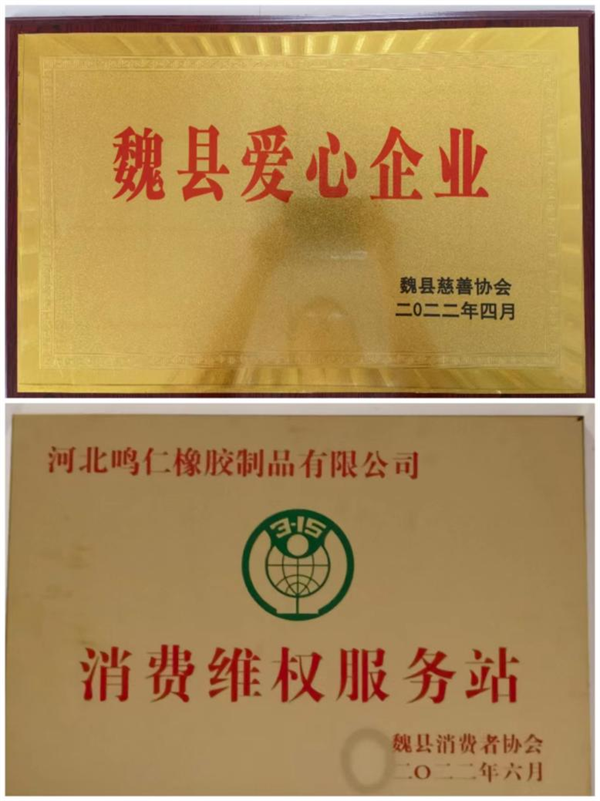 魏县爱心企业
魏县慈善协会
二0二二年四月
河北鸣仁橡胶制品有限公司
3·15
消费维权服务站
魏县消费者协会
二〇二二年六月